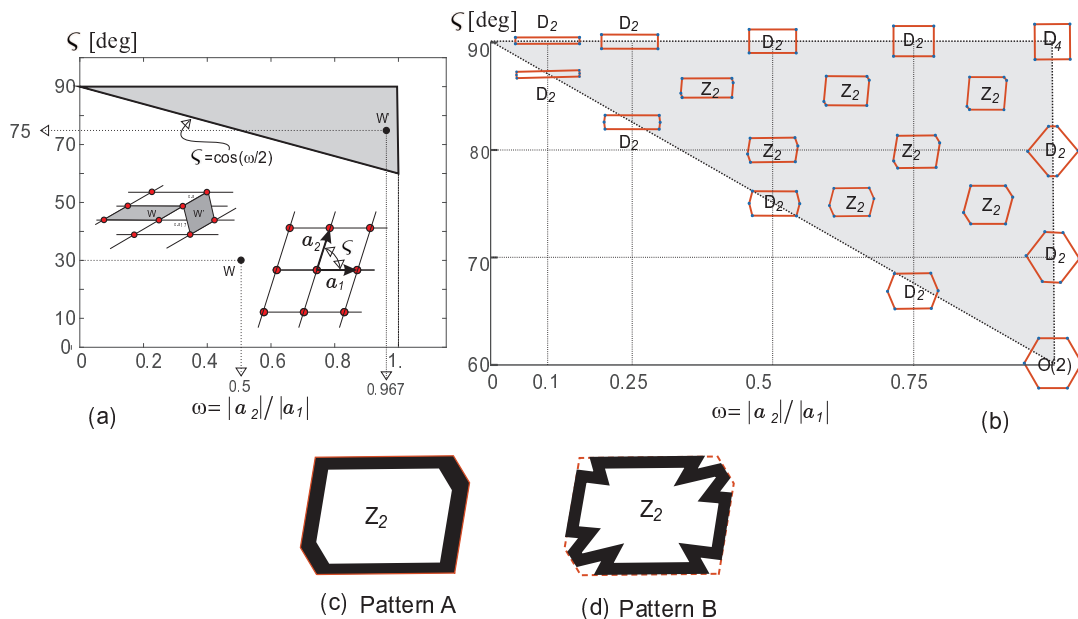 ς [deg]
90
75
70
60
50
40
30
20
10
0
0
0.2
0.4
0.6
0.8
1.
0.5
0.967
W
ς=cos(ω/2)
W
W'
W
a2
ς
a1
ω= |a2|/ |a1|
(a)
ς [deg]
90
80
70
60
0
0.1
0.25
0.5
0.75
D2
D2
D2
D2
D4
D2
Z2
Z2
Z2
D2
Z2
Z2
D2
D2
Z2
Z2
D2
D2
O(2)
ω= |a2|/ |a1|
(b)
Z2
Z2
(c) Pattern A
(d) Pattern B